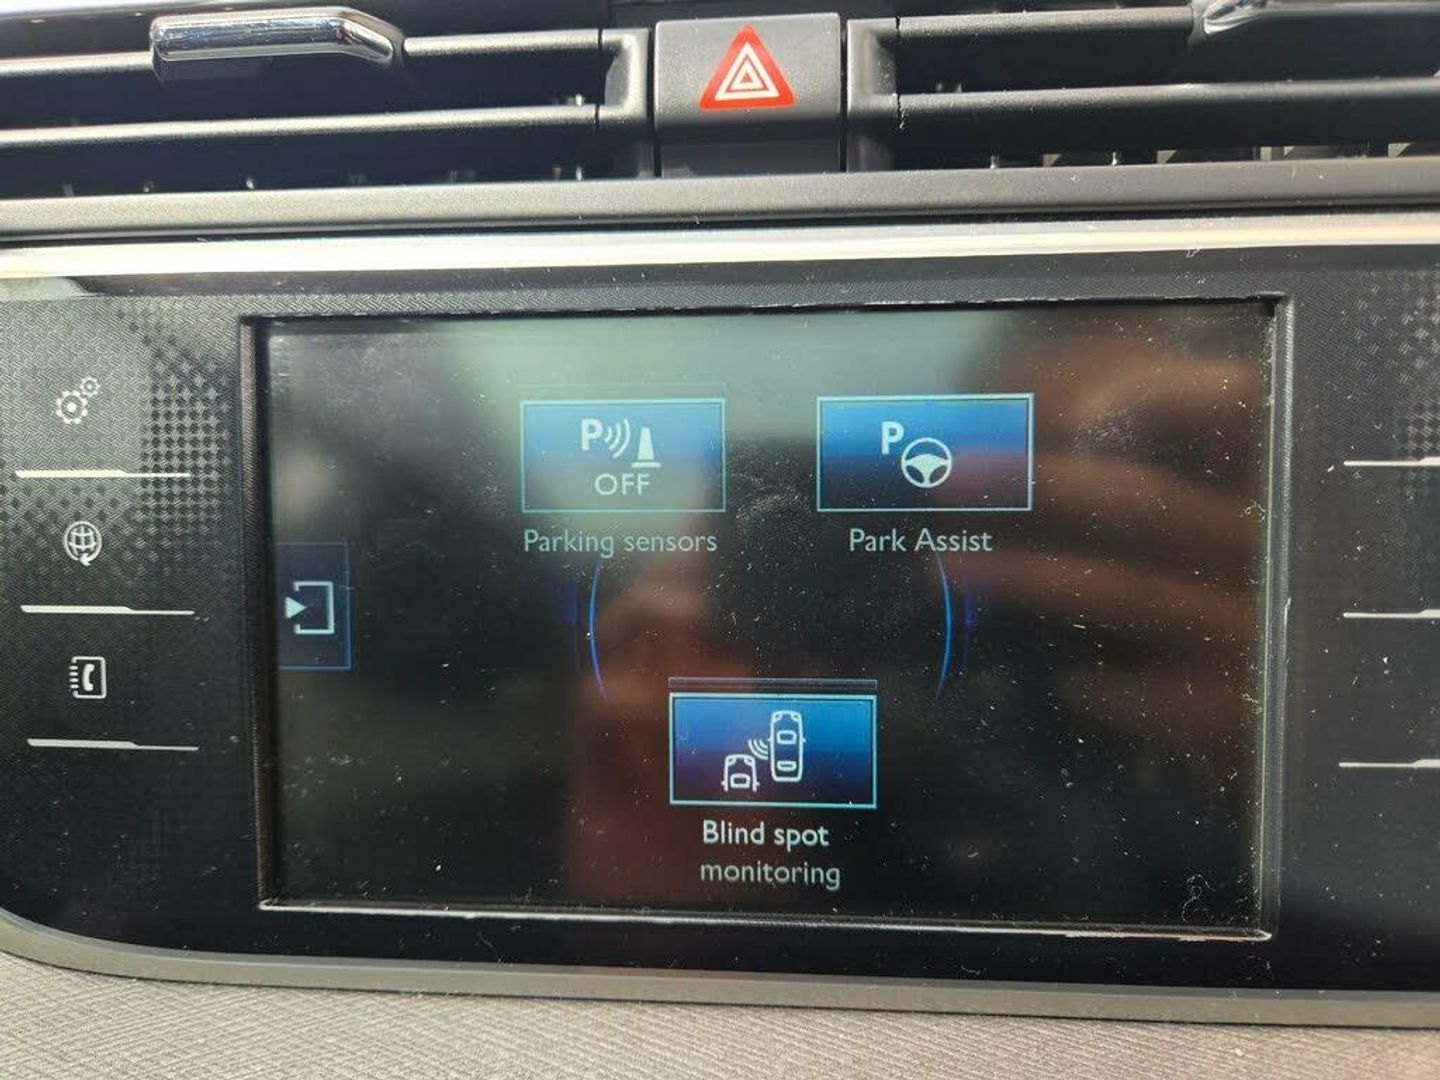 P
OFF
Parking sensors
P
Park Assist
Blind spot
monitoring